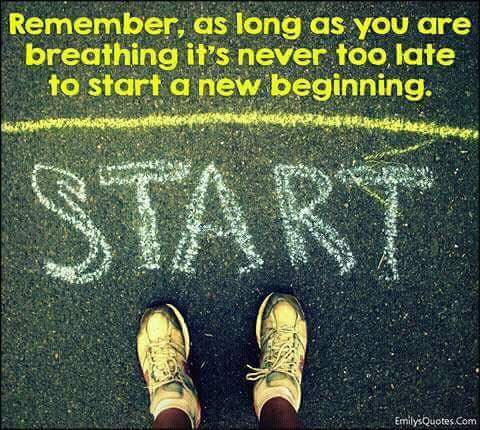 Remember, as long as you are
breathing it's never too late
to start a new beginning.
START
EmilysQuotes.Com